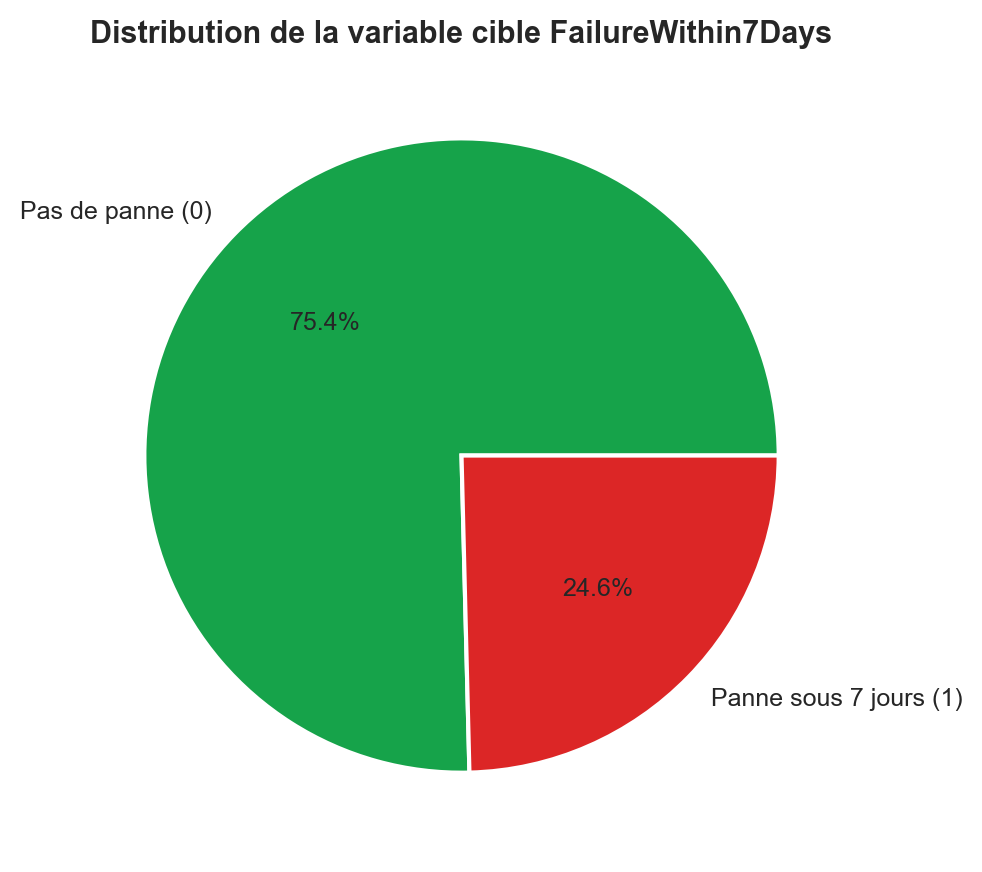 Distribution de la variable cible FailureWithin7Days
Pas de panne (0)
75.4%
24.6%
Panne sous 7 jours (1)